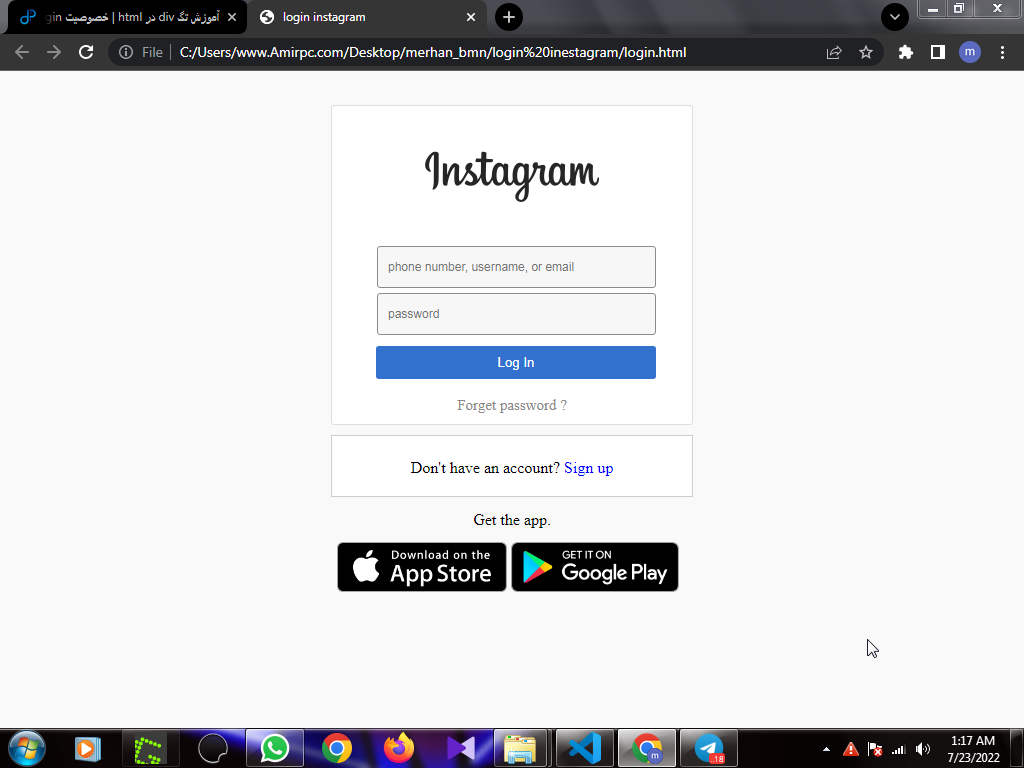 آموزش تگ div در html | خصوصیت gin
login instagram
File
C:/Users/www.Amirpc.com/Desktop/merhan_bmn/login%20inestagram/login.html
m
Instagram
phone number, username, or email
password
Log In
Forget password ?
Don't have an account? Sign up
Get the app.
Download on the
App Store
GET IT ON
Google Play
m
18
1:17 AM
7/23/2022